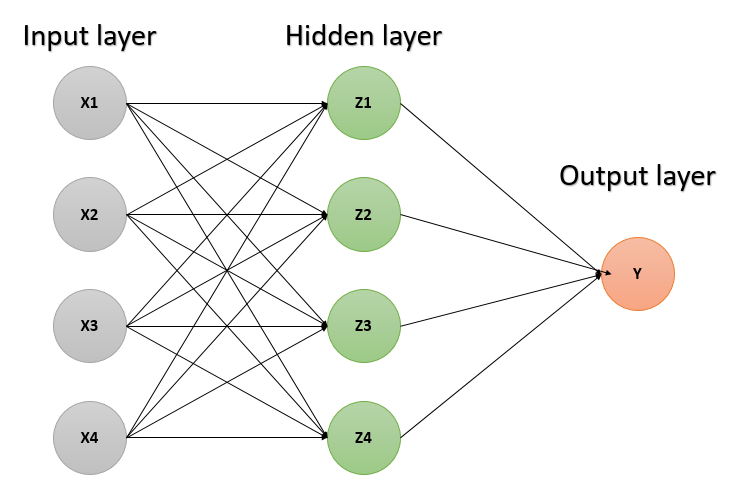 Input layer
Hidden layer
X1
Z1
X2
Z2
Output layer
Y
X3
Z3
X4
Z4